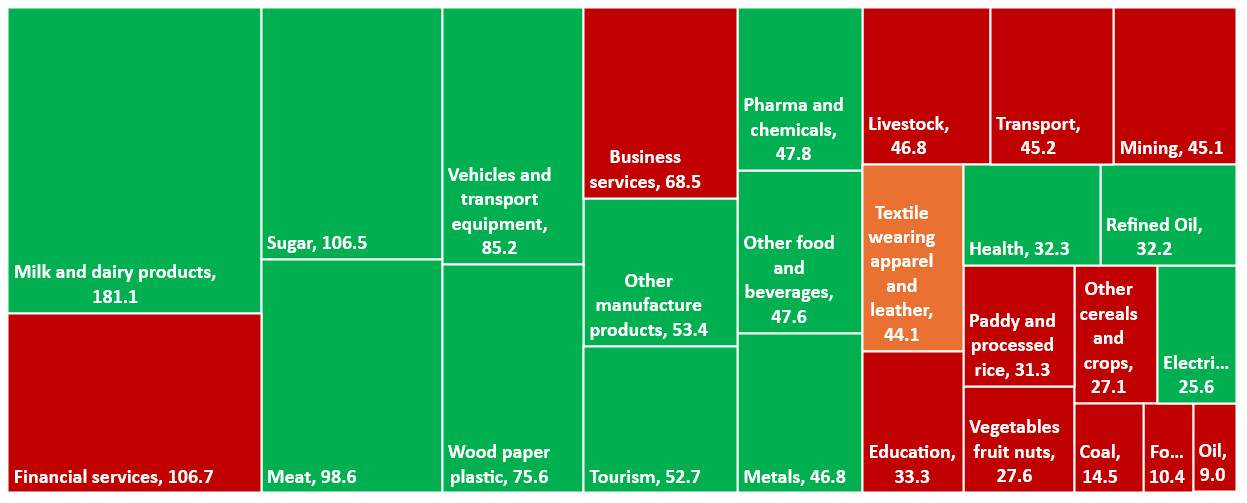 Milk and dairy products,
181.1
Financial services, 106.7
Sugar, 106.5
Meat, 98.6
Vehicles and
transport
equipment,
85.2
Wood paper
plastic, 75.6
Business
services, 68.5
Other
manufacture
products, 53.4
Tourism, 52.7
Pharma and
chemicals,
47.8
Other food
and
beverages,
47.6
Metals, 46.8
Livestock,
46.8
Transport,
45.2
Mining, 45.1
Textile
wearing
apparel
and
leather,
44.1
Education,
33.3
Health, 32.3
Refined Oil,
32.2
Paddy and
processed
rice, 31.3
Vegetables
fruit nuts,
27.6
Other
cereals
and
crops,
27.1
Electri...
25.6
Coal,
14.5
Fo...
10.4
Oil,
9.0